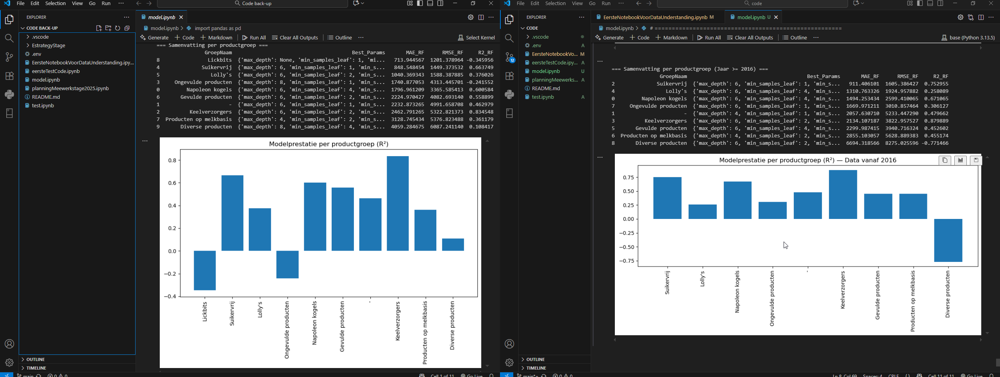 File Edit Selection View Go Run ··· Code back-up
EXPLORER ···
CODE BACK-UP
.vscode
EstrategyStage
.env
EersteNotebookVoorDataUnderstanding.ipy...
eersteTestCode.ipynb
model.ipynb
planningMeewerkstage2025.ipynb
README.md
test.ipynb
OUTLINE
TIMELINE
model.ipynb
model.ipynb > import pandas as pd
Generate + Code + Markdown Run All Clear All Outputs Outline ··· Select Kernel
=== Samenvatting per productgroep ===
GroepNaam Best_Params MAE_RF RMSE_RF R2_RF
8 Lickbits {'max_depth': None, 'min_samples_leaf': 1, 'mi... 713.944567 1201.378964 -0.345956
4 Suikervrij {'max_depth': 6, 'min_samples_leaf': 1, 'min_s... 848.548454 1449.373532 0.663749
5 Lolly's {'max_depth': 6, 'min_samples_leaf': 2, 'min_s... 1040.369343 1588.387885 0.376026
3 Ongevulde producten {'max_depth': 8, 'min_samples_leaf': 1, 'min_s... 1740.877053 4313.445701 -0.241552
0 Napoleon kogels {'max_depth': 6, 'min_samples_leaf': 4, 'min_s... 1796.961209 3365.585413 0.600584
6 Gevulde producten {'max_depth': 6, 'min_samples_leaf': 2, 'min_s... 2224.970427 4082.693140 0.558899
1 - {'max_depth': 6, 'min_samples_leaf': 1, 'min_s... 2232.873265 4991.658708 0.462979
2 Keelverzorgers {'max_depth': 6, 'min_samples_leaf': 2, 'min_s... 2462.791265 5322.821373 0.834548
7 Producten op melkbasis {'max_depth': 4, 'min_samples_leaf': 2, 'min_s... 3128.745434 5376.823488 0.361179
9 Diverse producten {'max_depth': 8, 'min_samples_leaf': 4, 'min_s... 4059.284675 6087.241140 0.108417
Modelprestatie per productgroep (R²)
0.8
0.6
0.4
0.2
0.0
−0.2
−0.4
Lickbits
Suikervrij
Lolly's
Ongevulde producten
Napoleon kogels
Gevulde producten
-
Keelverzorgers
Producten op melkbasis
Diverse producten
main 0 0 Cell 1 of 11 Go Live
File Edit Selection View Go Run ··· code
EXPLORER ···
CODE
.vscode
.env A
EersteNotebookVo... M
eersteTestCode.ipy... A
model.ipynb U
planningMeewerks... A
README.md
test.ipynb A
12
OUTLINE
TIMELINE
EersteNotebookVoorDataUnderstanding.ipynb M
model.ipynb U
model.ipynb > # ======================================================
Generate + Code + Markdown Run All Clear All Outputs Outline ··· base (Python 3.13.5)
=== Samenvatting per productgroep (Jaar >= 2016) ===
GroepNaam Best_Params MAE_RF RMSE_RF R2_RF
2 Suikervrij {'max_depth': 6, 'min_samples_leaf': 1, 'min_s... 911.406101 1605.386427 0.752955
4 Lolly's {'max_depth': 6, 'min_samples_leaf': 4, 'min_s... 1310.763326 1924.957882 0.258089
0 Napoleon kogels {'max_depth': 6, 'min_samples_leaf': 4, 'min_s... 1494.253434 2599.410065 0.671065
7 Ongevulde producten {'max_depth': 6, 'min_samples_leaf': 1, 'min_s... 1669.971211 3010.857464 0.306127
1 - {'max_depth': 4, 'min_samples_leaf': 1, 'min_s... 2057.630710 5233.447290 0.479662
3 Keelverzorgers {'max_depth': 6, 'min_samples_leaf': 2, 'min_s... 2134.107187 3822.957527 0.879889
5 Gevulde producten {'max_depth': 6, 'min_samples_leaf': 4, 'min_s... 2299.987415 3940.716324 0.452602
6 Producten op melkbasis {'max_depth': 4, 'min_samples_leaf': 2, 'min_s... 2855.103057 5628.889383 0.455174
8 Diverse producten {'max_depth': 6, 'min_samples_leaf': 2, 'min_s... 6694.318566 8275.025596 -0.771466
Modelprestatie per productgroep (R²) — Data vanaf 2016
0.75
0.50
0.25
0.00
−0.25
−0.50
−0.75
Suikervrij
Lolly's
Napoleon kogels
Ongevulde producten
-
Keelverzorgers
Gevulde producten
Producten op melkbasis
Diverse producten
main*+ 0 0 Ln 8, Col 69 Spaces: 4 CRLF {} Cell 11 of 11 Go Live